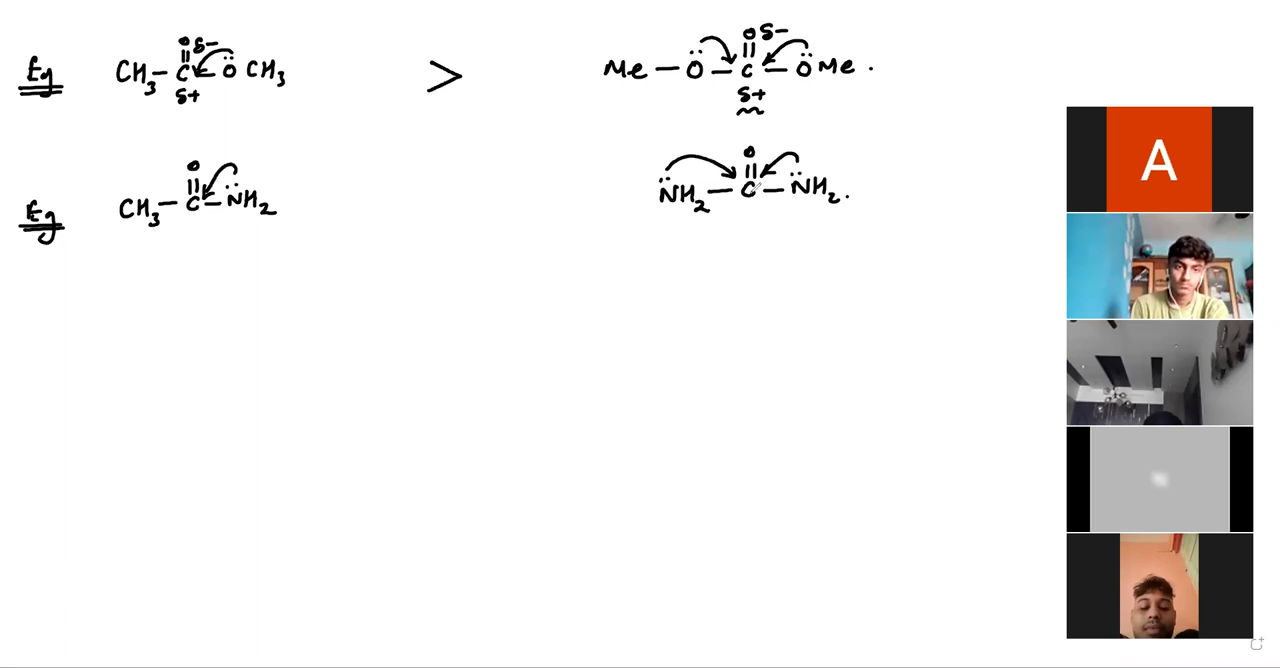 Eg CH3-C(=O δ-)(δ+)-ÖCH3 > Me-Ö-C(=O δ-)(δ+)-ÖMe.
Eg CH3-C(=O)-N̈H2 N̈H2-C(=O)-N̈H2.
A